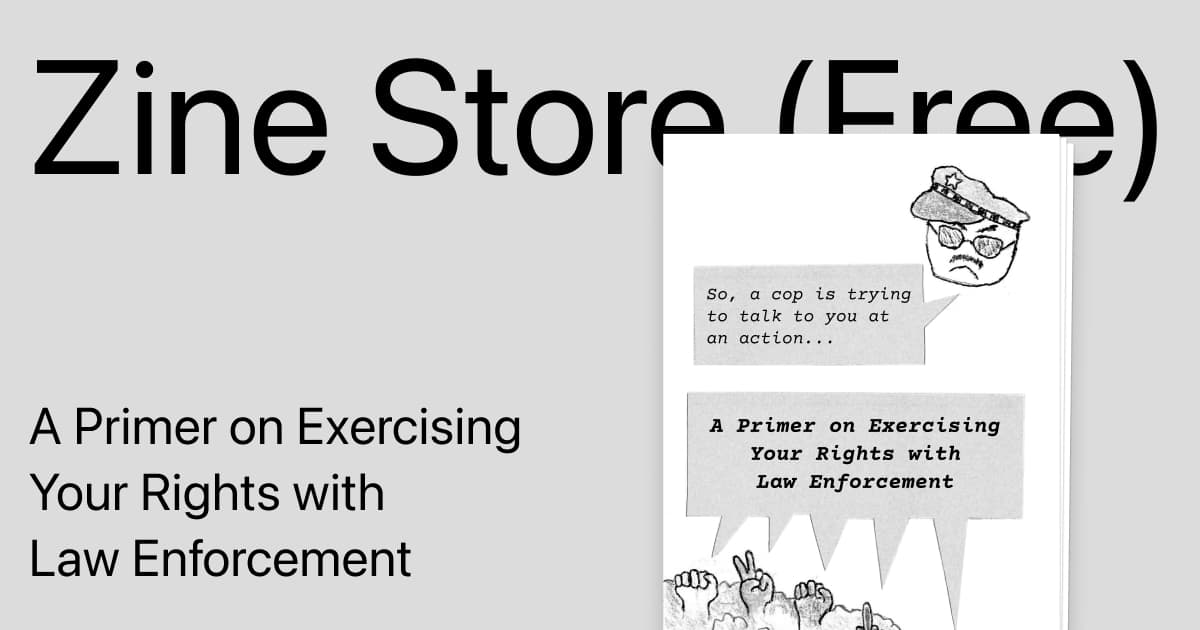 Zine Store (Free)
A Primer on Exercising
Your Rights with
Law Enforcement
So, a cop is trying
to talk to you at
an action...
A Primer on Exercising
Your Rights with
Law Enforcement